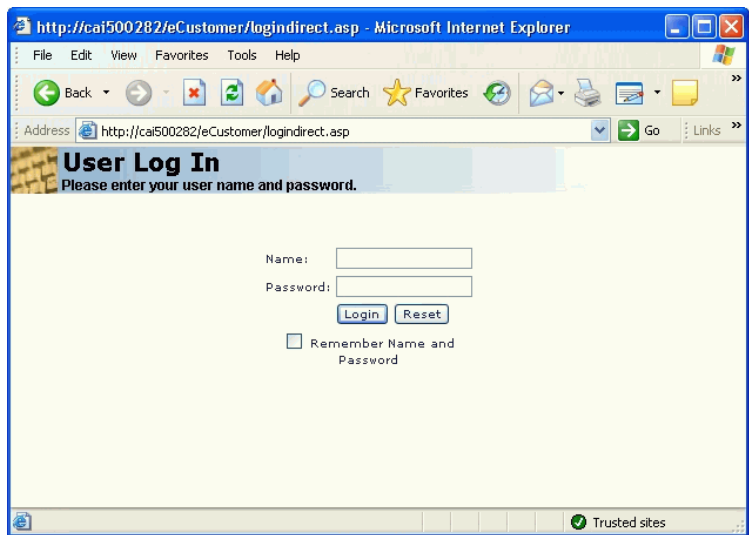 http://cai500282/eCustomer/logindirect.asp - Microsoft Internet Explorer
File Edit View Favorites Tools Help
Back Search Favorites »
Address http://cai500282/eCustomer/logindirect.asp Go Links »
User Log In
Please enter your user name and password.
Name:
Password:
Login Reset
Remember Name and
Password
Trusted sites